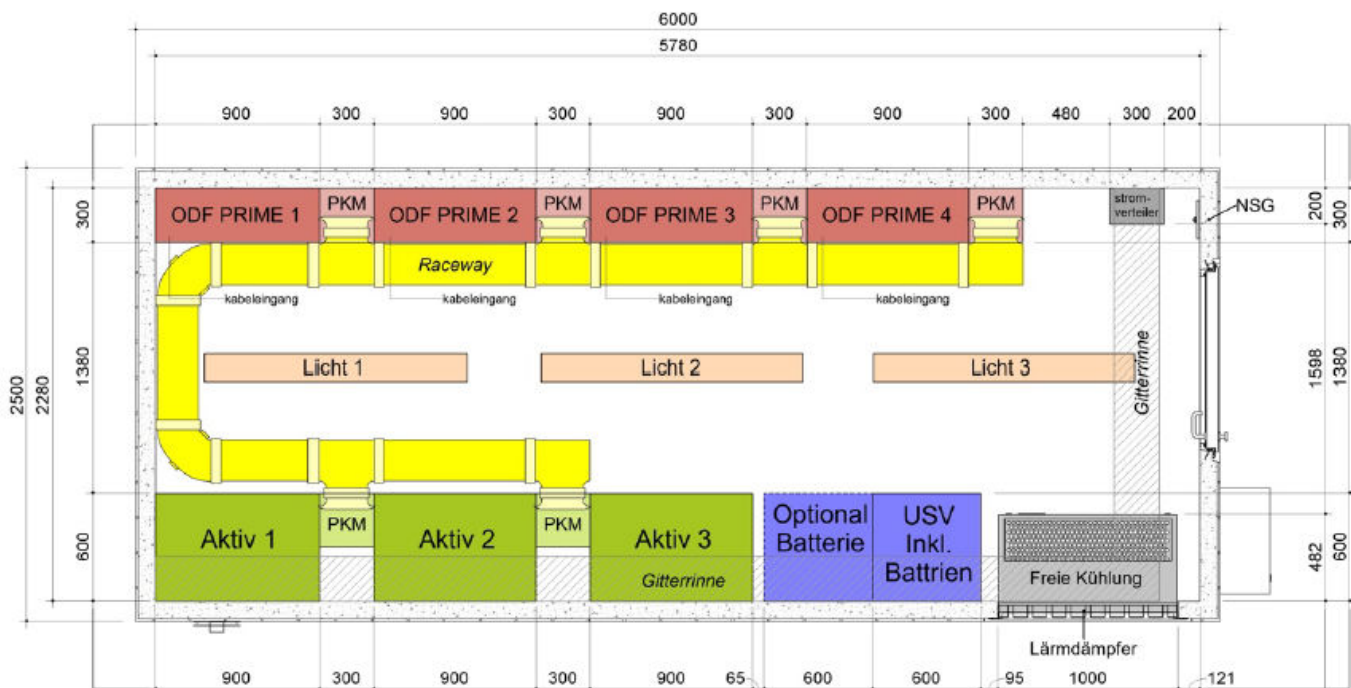 6000
5780
900 300 900 300 900 300 900 300 480 300 200
ODF PRIME 1 PKM ODF PRIME 2 PKM ODF PRIME 3 PKM ODF PRIME 4 PKM
strom-
verteiler
NSG
300
200
300
Raceway
kabeleingang kabeleingang kabeleingang kabeleingang
Licht 1 Licht 2 Licht 3
Gitterrinne
2500
2280
1380
1598
1380
Aktiv 1 PKM Aktiv 2 PKM Aktiv 3
Optional
Batterie
USV
Inkl.
Battrien
Gitterrinne
Freie Kühlung
600
482
600
Lärmdämpfer
900 300 900 300 900 65 600 600 95 1000 121